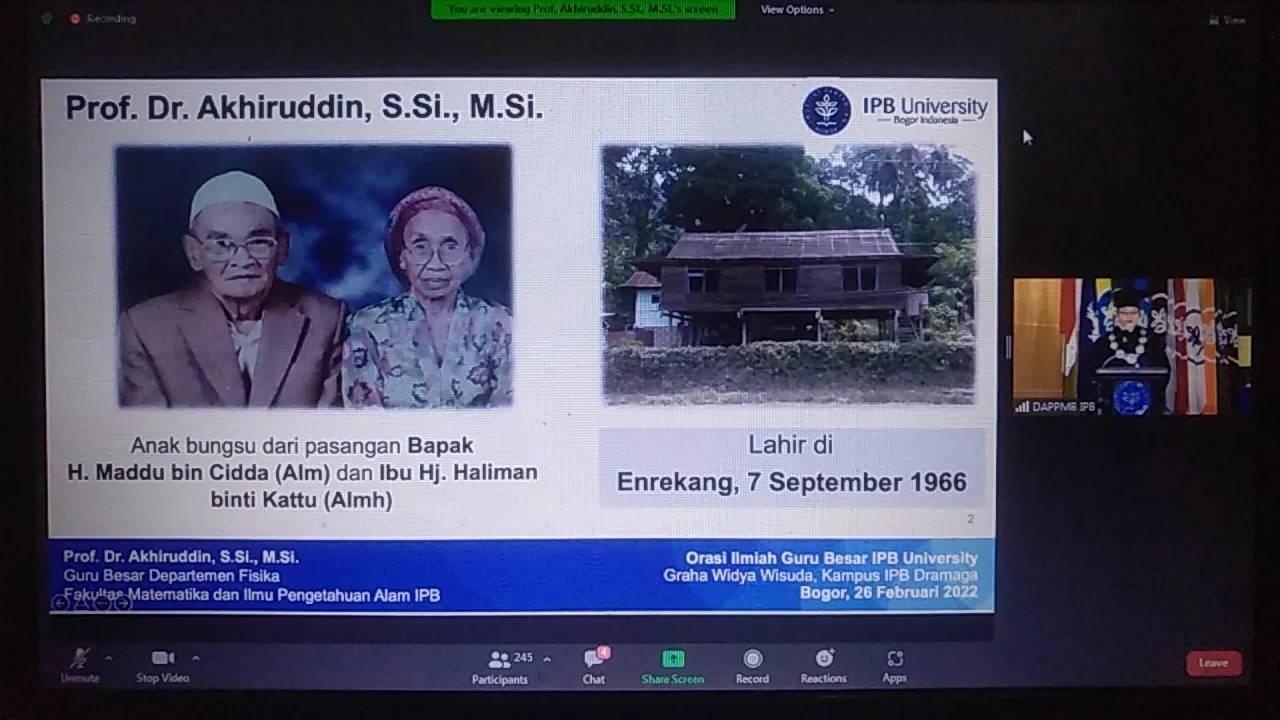 Recording
You are viewing Prof. Akhiruddin, S.Si., M.Si.'s screen
View Options
View
Prof. Dr. Akhiruddin, S.Si., M.Si.
IPB University
Bogor Indonesia
Anak bungsu dari pasangan Bapak
H. Maddu bin Cidda (Alm) dan Ibu Hj. Haliman
binti Kattu (Almh)
Lahir di
Enrekang, 7 September 1966
2
DAPPMB IPB
Prof. Dr. Akhiruddin, S.Si., M.Si.
Guru Besar Departemen Fisika
Fakultas Matematika dan Ilmu Pengetahuan Alam IPB
Orasi Ilmiah Guru Besar IPB University
Graha Widya Wisuda, Kampus IPB Dramaga
Bogor, 26 Februari 2022
Unmute
Stop Video
245
Participants
4
Chat
Share Screen
Record
Reactions
Apps
Leave